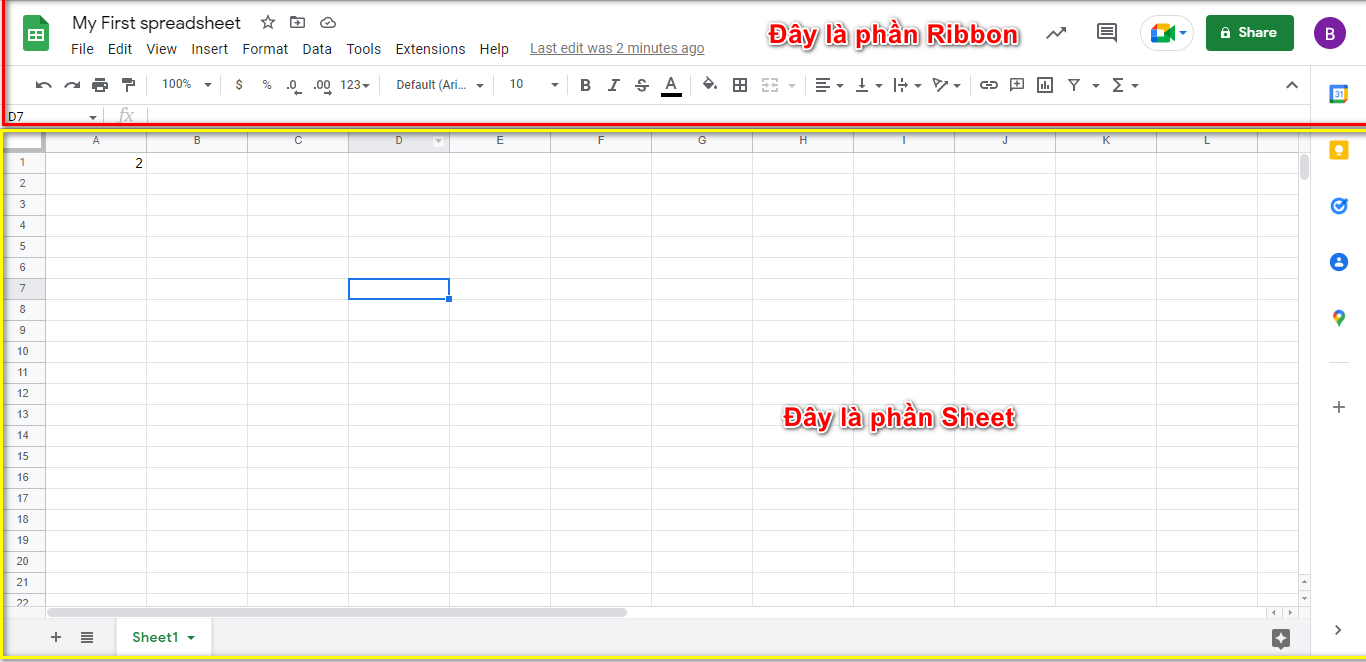 My First spreadsheet
File Edit View Insert Format Data Tools Extensions Help Last edit was 2 minutes ago
Đây là phần Ribbon
Share
B
100% $ % .0 .00 123 Default (Ari... 10 B I S A
31
D7 fx
A B C D E F G H I J K L
1 2
2
3
4
5
6
7
8
9
10
11
12
13
Đây là phần Sheet
14
15
16
17
18
19
20
21
22
Sheet1